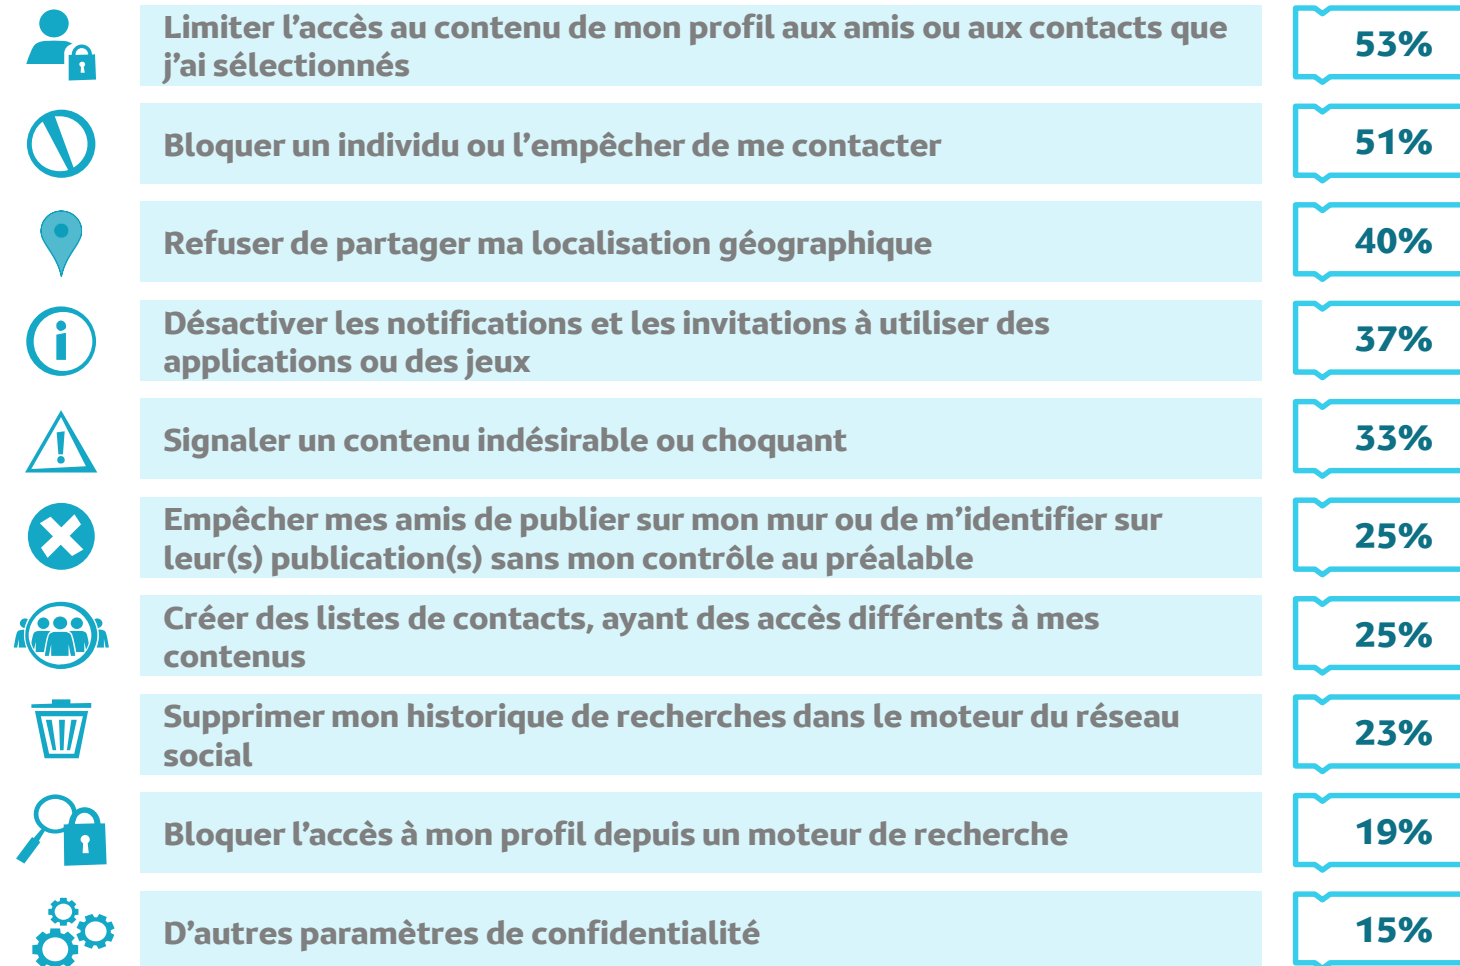 Limiter l’accès au contenu de mon profil aux amis ou aux contacts que
j’ai sélectionnés
53%
Bloquer un individu ou l’empêcher de me contacter
51%
Refuser de partager ma localisation géographique
40%
Désactiver les notifications et les invitations à utiliser des
applications ou des jeux
37%
Signaler un contenu indésirable ou choquant
33%
Empêcher mes amis de publier sur mon mur ou de m’identifier sur
leur(s) publication(s) sans mon contrôle au préalable
25%
Créer des listes de contacts, ayant des accès différents à mes
contenus
25%
Supprimer mon historique de recherches dans le moteur du réseau
social
23%
Bloquer l’accès à mon profil depuis un moteur de recherche
19%
D’autres paramètres de confidentialité
15%